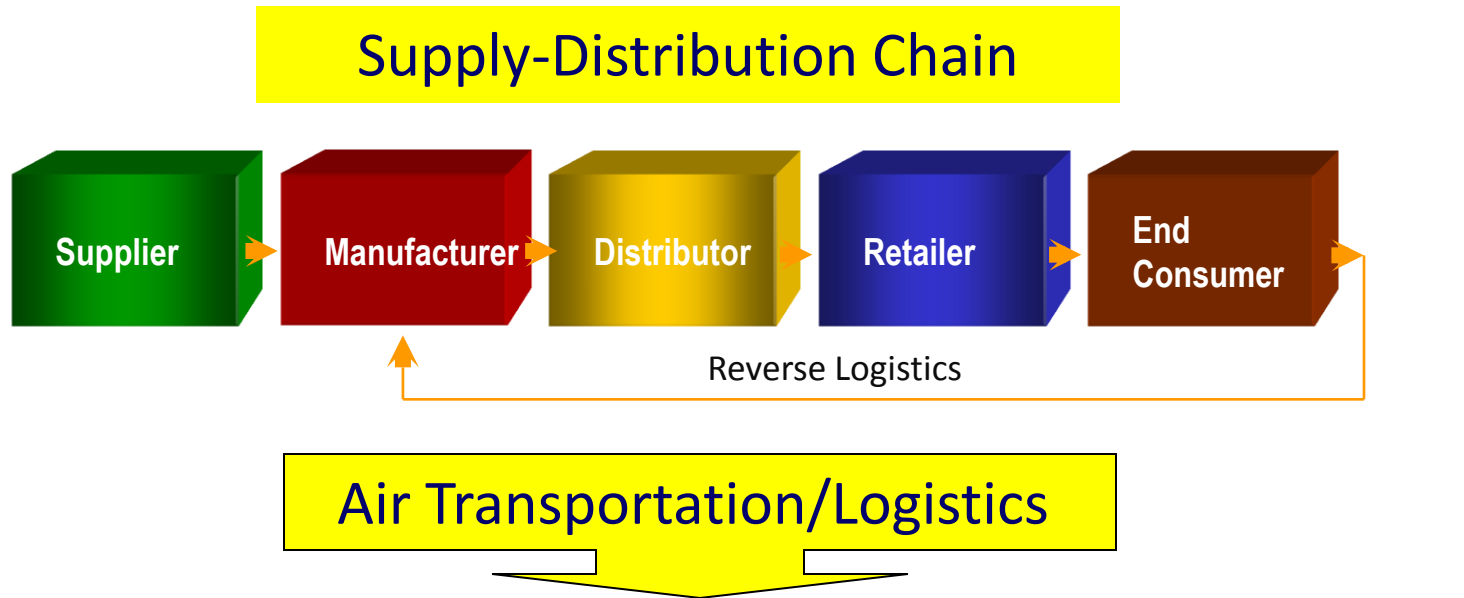 Supply-Distribution Chain
Supplier
Manufacturer
Distributor
Retailer
End
Consumer
Reverse Logistics
Air Transportation/Logistics